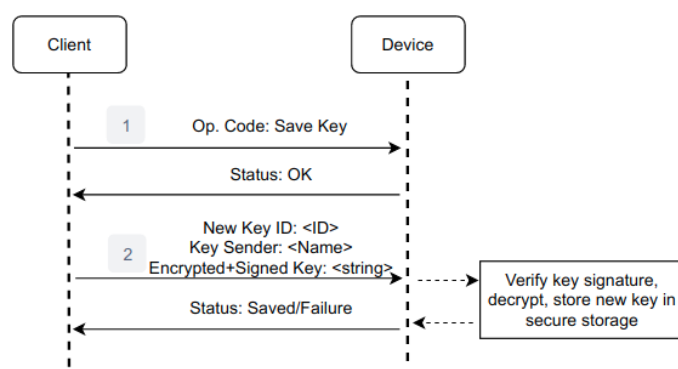 Client
Device
1
Op. Code: Save Key
Status: OK
New Key ID: <ID>
Key Sender: <Name>
2
Encrypted+Signed Key: <string>
Verify key signature,
decrypt, store new key in
secure storage
Status: Saved/Failure